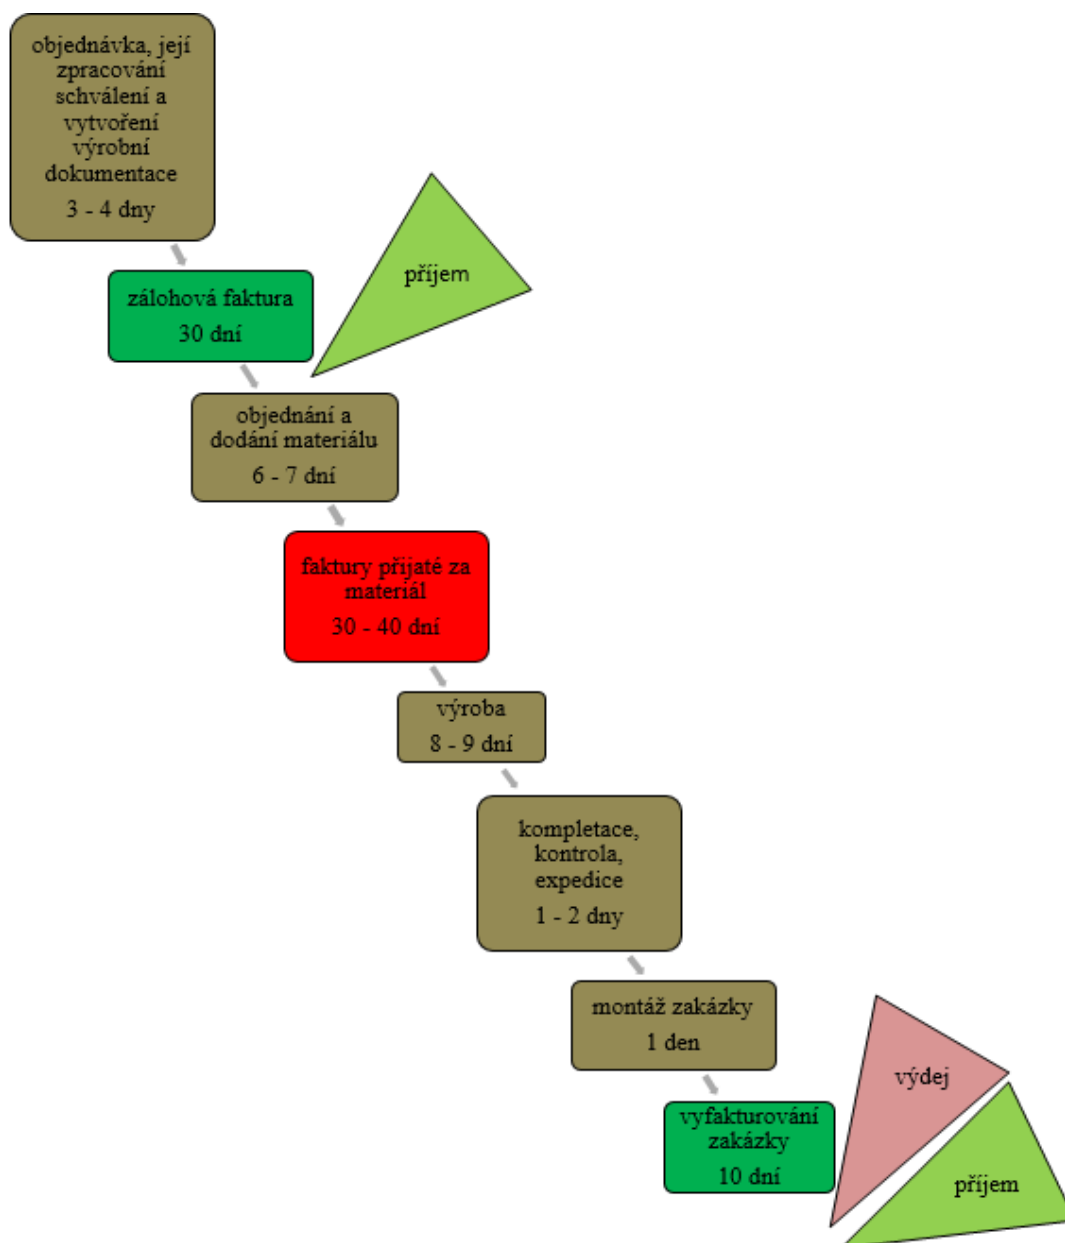 objednávka, její
zpracování
schválení a
vytvoření
výrobní
dokumentace
3 - 4 dny
příjem
zálohová faktura
30 dní
objednání a
dodání materiálu
6 - 7 dní
faktury přijaté za
materiál
30 - 40 dní
výroba
8 - 9 dní
kompletace,
kontrola,
expedice
1 - 2 dny
montáž zakázky
1 den
výdej
vyfakturování
zakázky
10 dní
příjem